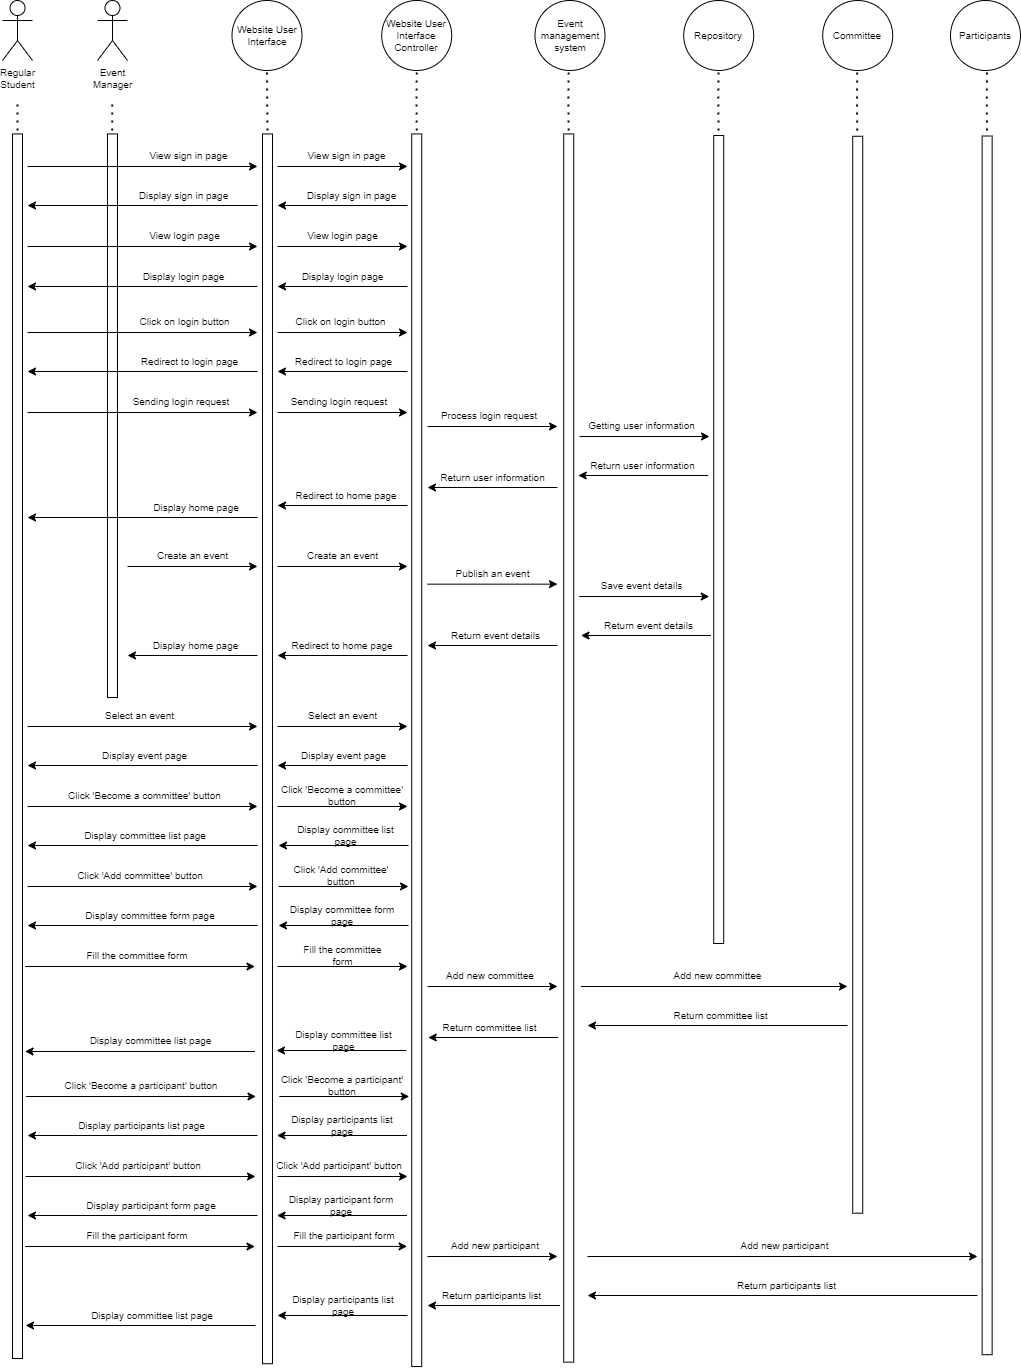 Regular
Student
Event
Manager
Website User
Interface
Website User
Interface
Controller
Event
management
system
Repository
Committee
Participants
View sign in page
View sign in page
Display sign in page
Display sign in page
View login page
View login page
Display login page
Display login page
Click on login button
Click on login button
Redirect to login page
Redirect to login page
Sending login request
Sending login request
Process login request
Getting user information
Return user information
Return user information
Redirect to home page
Display home page
Create an event
Create an event
Publish an event
Save event details
Return event details
Return event details
Display home page
Redirect to home page
Select an event
Select an event
Display event page
Display event page
Click 'Become a committee' button
Click 'Become a committee'
button
Display committee list page
Display committee list
page
Click 'Add committee' button
Click 'Add committee'
button
Display committee form page
Display committee form
page
Fill the committee form
Fill the committee
form
Add new committee
Add new committee
Return committee list
Return committee list
Display committee list page
Display committee list
page
Click 'Become a participant' button
Click 'Become a participant'
button
Display participants list page
Display participants list
page
Click 'Add participant' button
Click 'Add participant' button
Display participant form page
Display participant form
page
Fill the participant form
Fill the participant form
Add new participant
Add new participant
Return participants list
Return participants list
Display participants list
page
Display committee list page